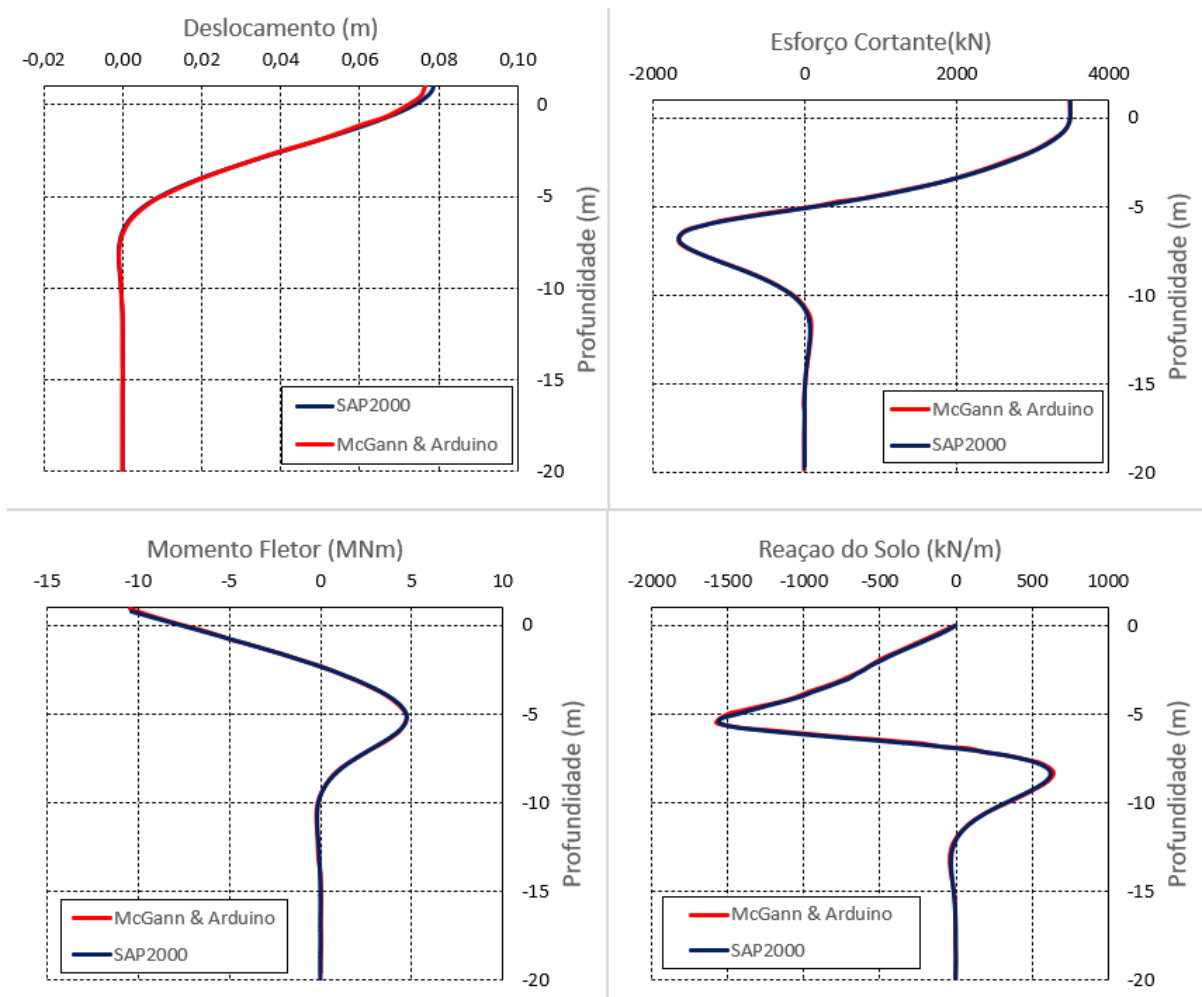 Deslocamento (m)
-0,02 0,00 0,02 0,04 0,06 0,08 0,10
0
-5
-10
-15
-20
Profundidade (m)
SAP2000
McGann & Arduino
Esforço Cortante(kN)
-2000 0 2000 4000
0
-5
-10
-15
-20
Profundidade (m)
McGann & Arduino
SAP2000
Momento Fletor (MNm)
-15 -10 -5 0 5 10
0
-5
-10
-15
-20
Profundidade (m)
McGann & Arduino
SAP2000
Reaçao do Solo (kN/m)
-2000 -1500 -1000 -500 0 500 1000
0
-5
-10
-15
-20
Profundidade (m)
McGann & Arduino
SAP2000